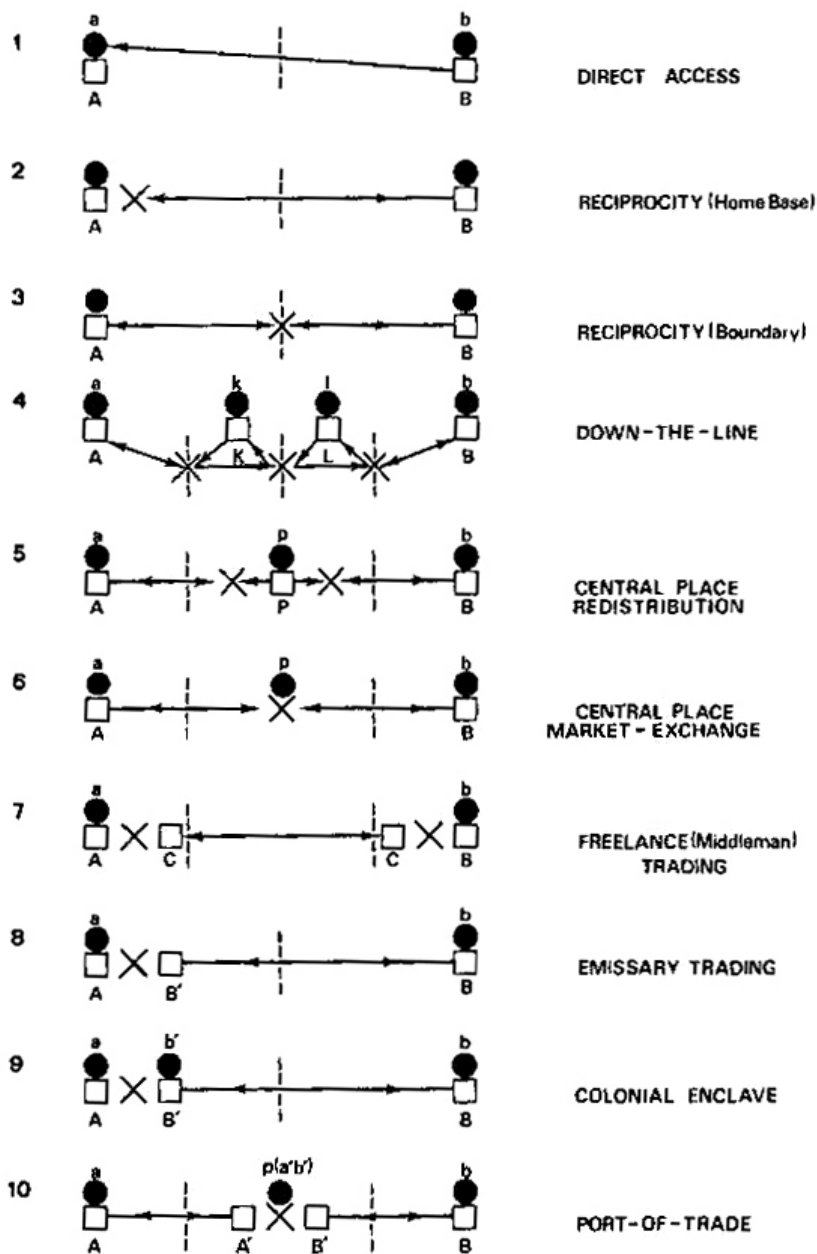 a b
1
DIRECT ACCESS
A B
2
RECIPROCITY (Home Base)
A B
3
RECIPROCITY (Boundary)
A B
a k l b
4
DOWN-THE-LINE
A K L B
a p b
5
CENTRAL PLACE
REDISTRIBUTION
A P B
a p b
6
CENTRAL PLACE
MARKET-EXCHANGE
A B
a b
7
FREELANCE (Middleman)
TRADING
A C C B
a b
8
EMISSARY TRADING
A B' B
a b' b
9
COLONIAL ENCLAVE
A B' B
a p(a'b') b
10
PORT-OF-TRADE
A A' B' B